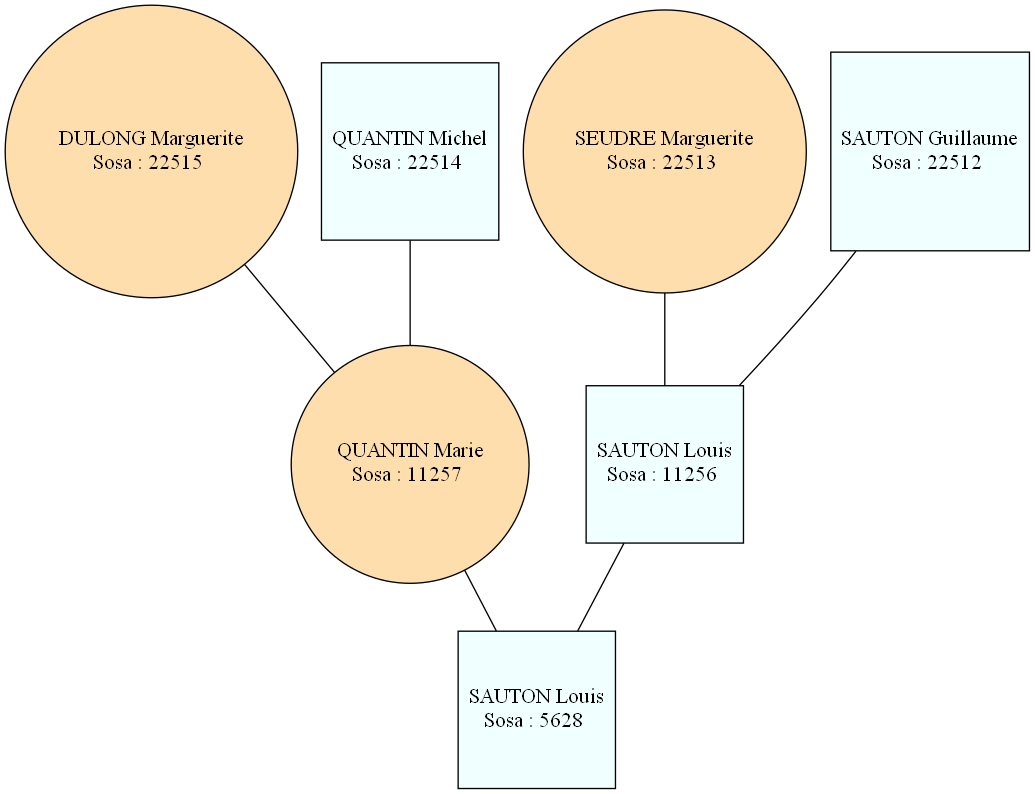 DULONG Marguerite
Sosa : 22515
QUANTIN Michel
Sosa : 22514
SEUDRE Marguerite
Sosa : 22513
SAUTON Guillaume
Sosa : 22512
QUANTIN Marie
Sosa : 11257
SAUTON Louis
Sosa : 11256
SAUTON Louis
Sosa : 5628